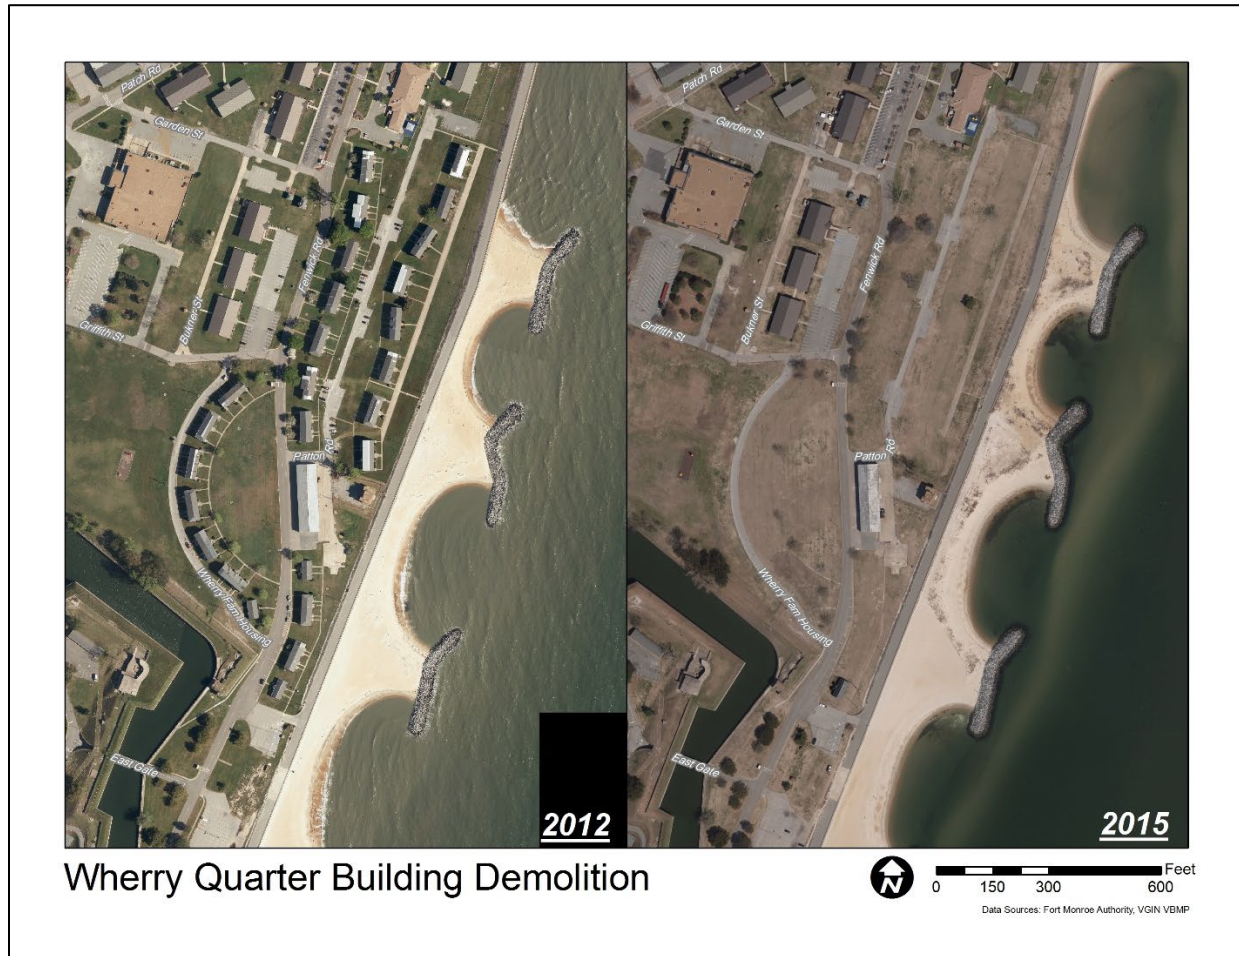 Patch Rd
Garden St
Fenwick Rd
Bukner St
Griffith St
Patton Rd
Wherry Fam Housing
East Gate
2012
Patch Rd
Garden St
Fenwick Rd
Bukner St
Griffith St
Patton Rd
Wherry Fam Housing
East Gate
2015
Wherry Quarter Building Demolition
N
0 150 300 600 Feet
Data Sources: Fort Monroe Authority, VGIN VBMP